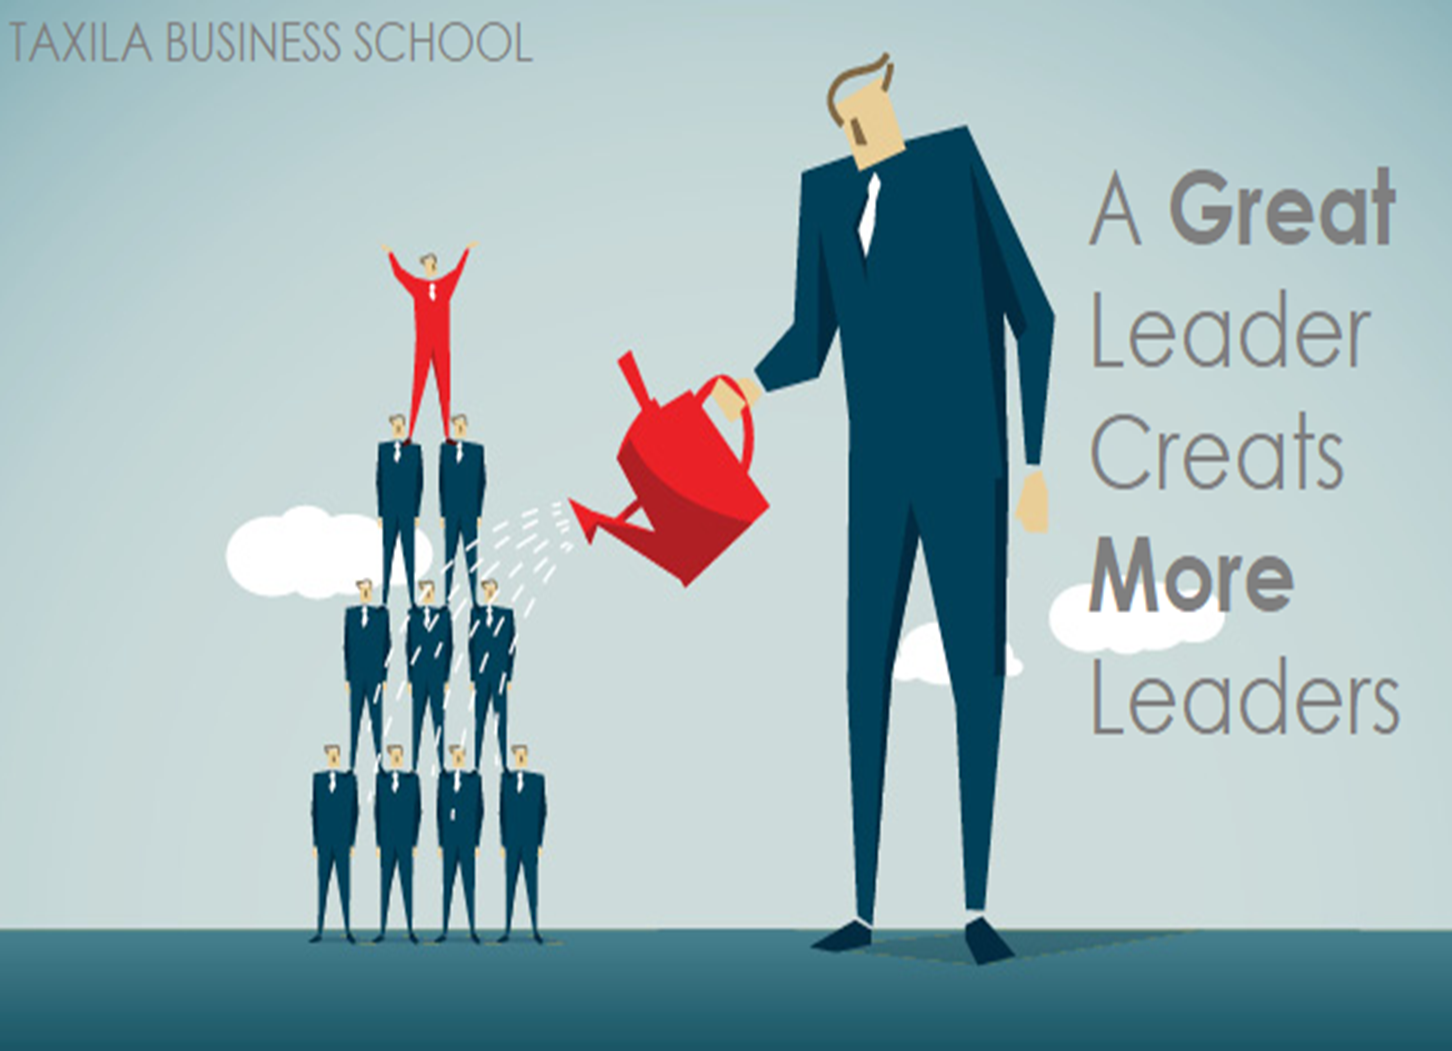 TAXILA BUSINESS SCHOOL
A Great
Leader
Creats
More
Leaders